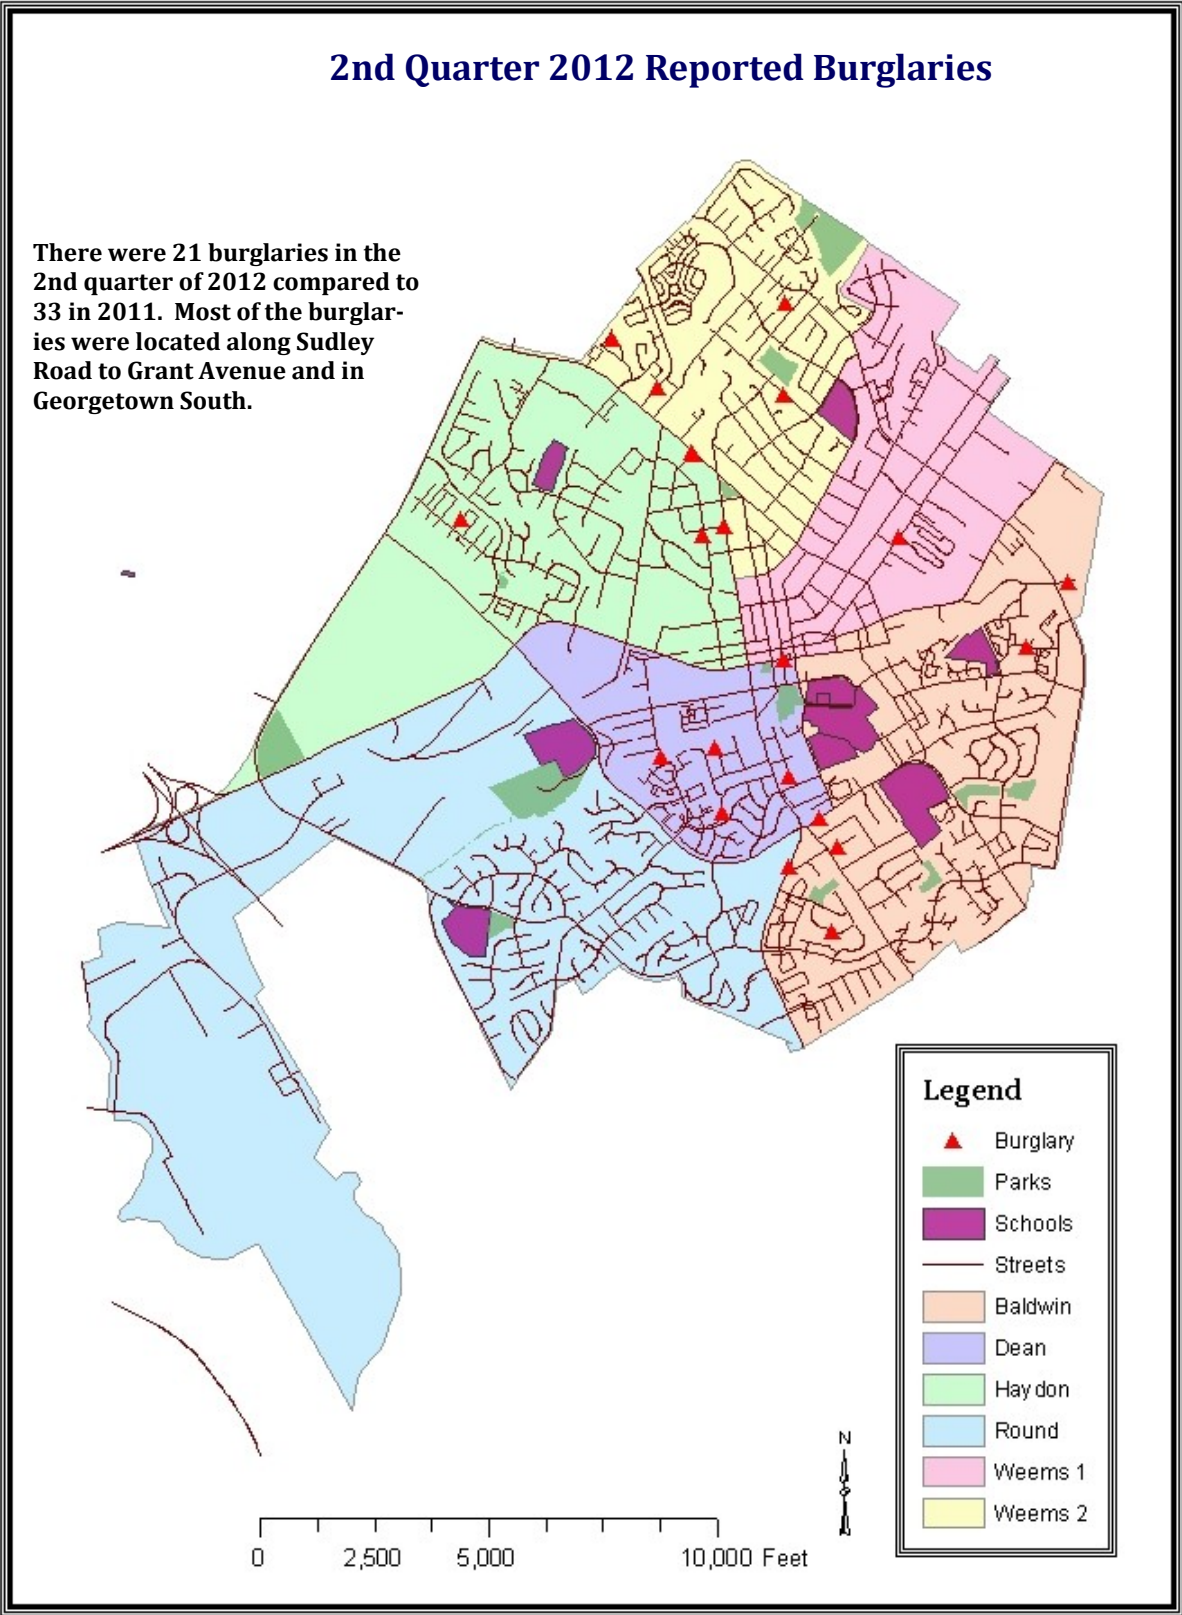 2nd Quarter 2012 Reported Burglaries
There were 21 burglaries in the
2nd quarter of 2012 compared to
33 in 2011.  Most of the burglar-
ies were located along Sudley
Road to Grant Avenue and in
Georgetown South.
Legend
Burglary
Parks
Schools
Streets
Baldwin
Dean
Haydon
Round
Weems 1
Weems 2
N
0 2,500 5,000 10,000 Feet